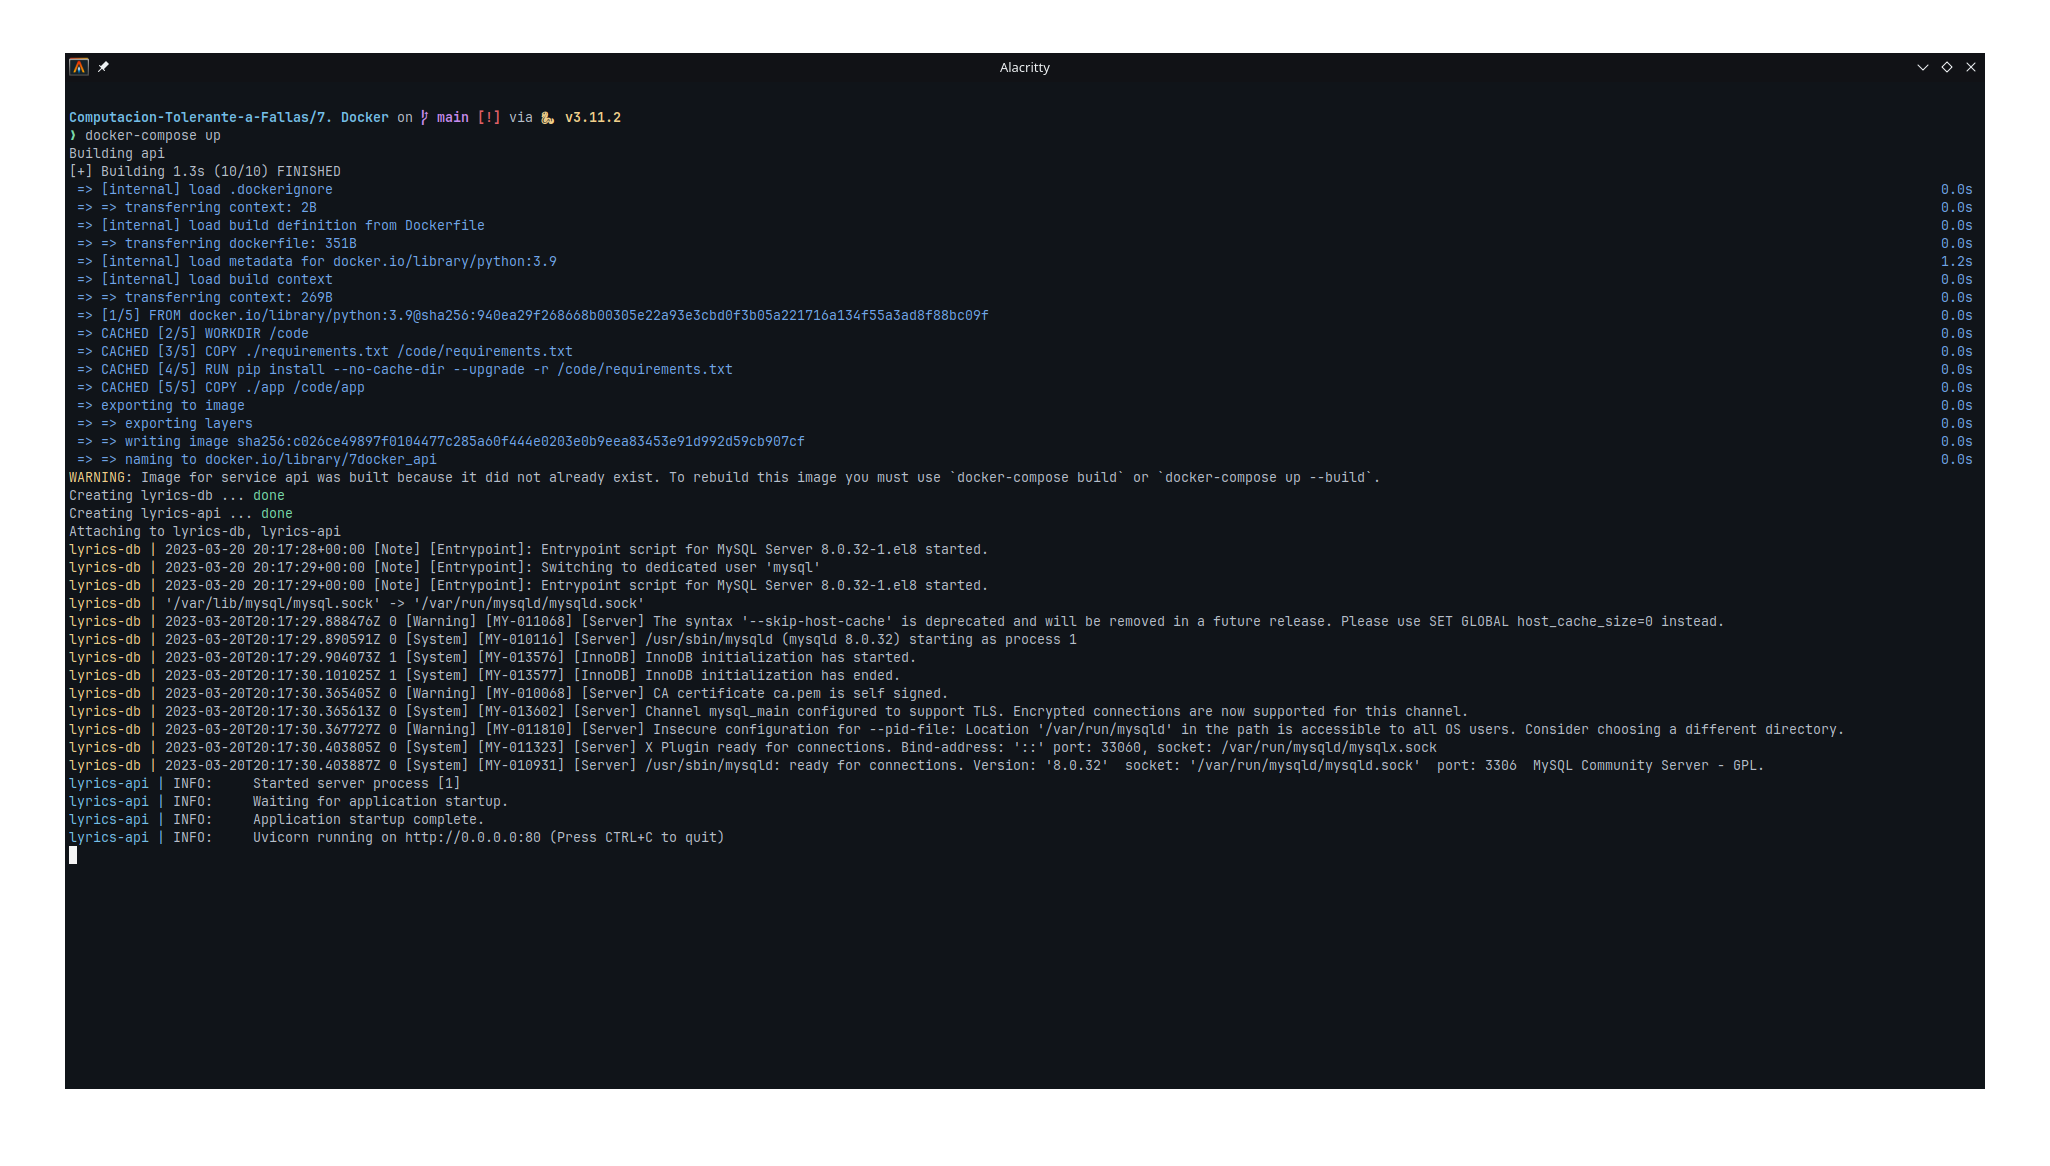 Alacritty
Computacion-Tolerante-a-Fallas/7. Docker on main [!] via v3.11.2
❱ docker-compose up
Building api
[+] Building 1.3s (10/10) FINISHED
=> [internal] load .dockerignore 0.0s
=> => transferring context: 2B 0.0s
=> [internal] load build definition from Dockerfile 0.0s
=> => transferring dockerfile: 351B 0.0s
=> [internal] load metadata for docker.io/library/python:3.9 1.2s
=> [internal] load build context 0.0s
=> => transferring context: 269B 0.0s
=> [1/5] FROM docker.io/library/python:3.9@sha256:940ea29f268668b00305e22a93e3cbd0f3b05a221716a134f55a3ad8f88bc09f 0.0s
=> CACHED [2/5] WORKDIR /code 0.0s
=> CACHED [3/5] COPY ./requirements.txt /code/requirements.txt 0.0s
=> CACHED [4/5] RUN pip install --no-cache-dir --upgrade -r /code/requirements.txt 0.0s
=> CACHED [5/5] COPY ./app /code/app 0.0s
=> exporting to image 0.0s
=> => exporting layers 0.0s
=> => writing image sha256:c026ce49897f0104477c285a60f444e0203e0b9eea83453e91d992d59cb907cf 0.0s
=> => naming to docker.io/library/7docker_api 0.0s
WARNING: Image for service api was built because it did not already exist. To rebuild this image you must use `docker-compose build` or `docker-compose up --build`.
Creating lyrics-db ... done
Creating lyrics-api ... done
Attaching to lyrics-db, lyrics-api
lyrics-db | 2023-03-20 20:17:28+00:00 [Note] [Entrypoint]: Entrypoint script for MySQL Server 8.0.32-1.el8 started.
lyrics-db | 2023-03-20 20:17:29+00:00 [Note] [Entrypoint]: Switching to dedicated user 'mysql'
lyrics-db | 2023-03-20 20:17:29+00:00 [Note] [Entrypoint]: Entrypoint script for MySQL Server 8.0.32-1.el8 started.
lyrics-db | '/var/lib/mysql/mysql.sock' -> '/var/run/mysqld/mysqld.sock'
lyrics-db | 2023-03-20T20:17:29.888476Z 0 [Warning] [MY-011068] [Server] The syntax '--skip-host-cache' is deprecated and will be removed in a future release. Please use SET GLOBAL host_cache_size=0 instead.
lyrics-db | 2023-03-20T20:17:29.890591Z 0 [System] [MY-010116] [Server] /usr/sbin/mysqld (mysqld 8.0.32) starting as process 1
lyrics-db | 2023-03-20T20:17:29.904073Z 1 [System] [MY-013576] [InnoDB] InnoDB initialization has started.
lyrics-db | 2023-03-20T20:17:30.101025Z 1 [System] [MY-013577] [InnoDB] InnoDB initialization has ended.
lyrics-db | 2023-03-20T20:17:30.365405Z 0 [Warning] [MY-010068] [Server] CA certificate ca.pem is self signed.
lyrics-db | 2023-03-20T20:17:30.365613Z 0 [System] [MY-013602] [Server] Channel mysql_main configured to support TLS. Encrypted connections are now supported for this channel.
lyrics-db | 2023-03-20T20:17:30.367727Z 0 [Warning] [MY-011810] [Server] Insecure configuration for --pid-file: Location '/var/run/mysqld' in the path is accessible to all OS users. Consider choosing a different directory.
lyrics-db | 2023-03-20T20:17:30.403805Z 0 [System] [MY-011323] [Server] X Plugin ready for connections. Bind-address: '::' port: 33060, socket: /var/run/mysqld/mysqlx.sock
lyrics-db | 2023-03-20T20:17:30.403887Z 0 [System] [MY-010931] [Server] /usr/sbin/mysqld: ready for connections. Version: '8.0.32' socket: '/var/run/mysqld/mysqld.sock' port: 3306 MySQL Community Server - GPL.
lyrics-api | INFO: Started server process [1]
lyrics-api | INFO: Waiting for application startup.
lyrics-api | INFO: Application startup complete.
lyrics-api | INFO: Uvicorn running on http://0.0.0.0:80 (Press CTRL+C to quit)